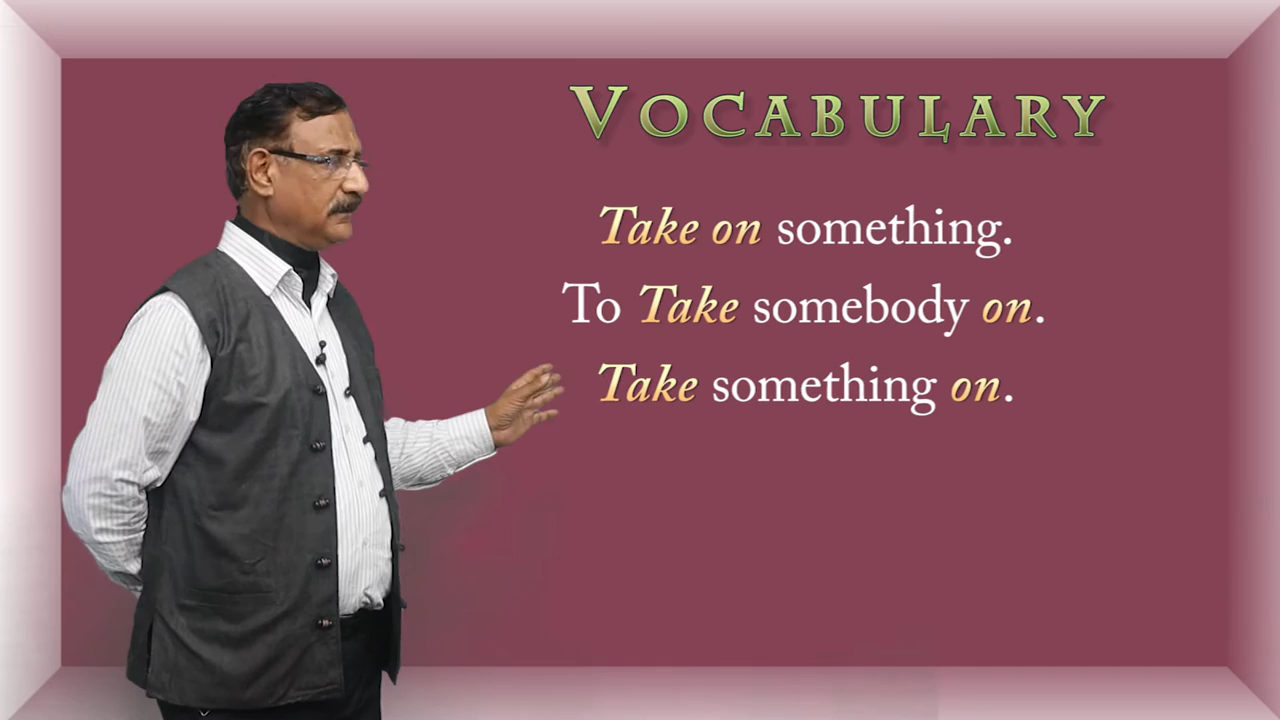 VOCABULARY
Take on something.
To Take somebody on.
Take something on.